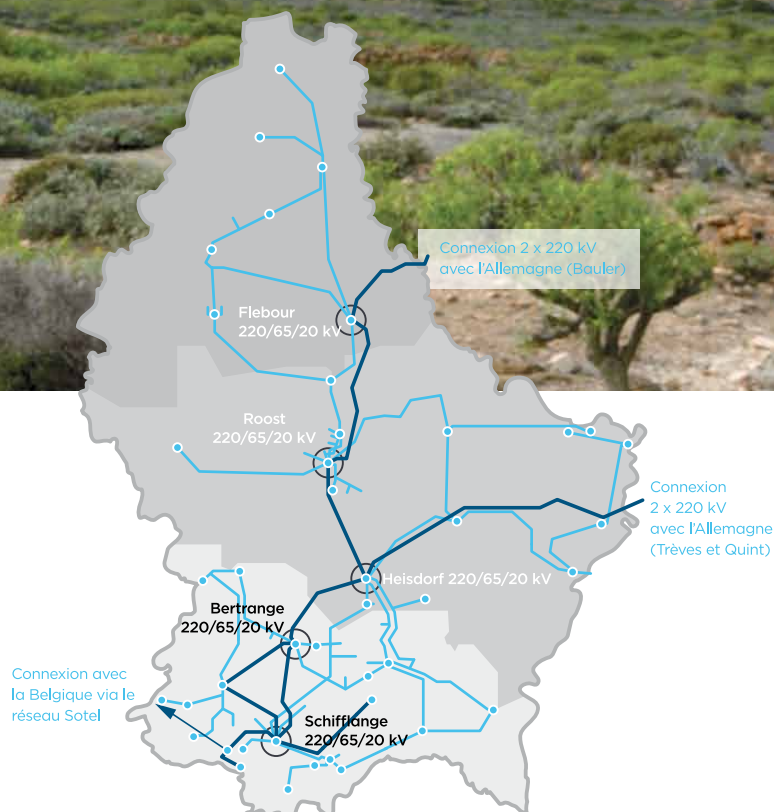 Connexion 2 x 220 kV
avec l'Allemagne (Bauler)
Flebour
220/65/20 kV
Roost
220/65/20 kV
Connexion
2 x 220 kV
avec l'Allemagne
(Trèves et Quint)
Heisdorf 220/65/20 kV
Bertrange
220/65/20 kV
Connexion avec
la Belgique via le
réseau Sotel
Schifflange
220/65/20 kV